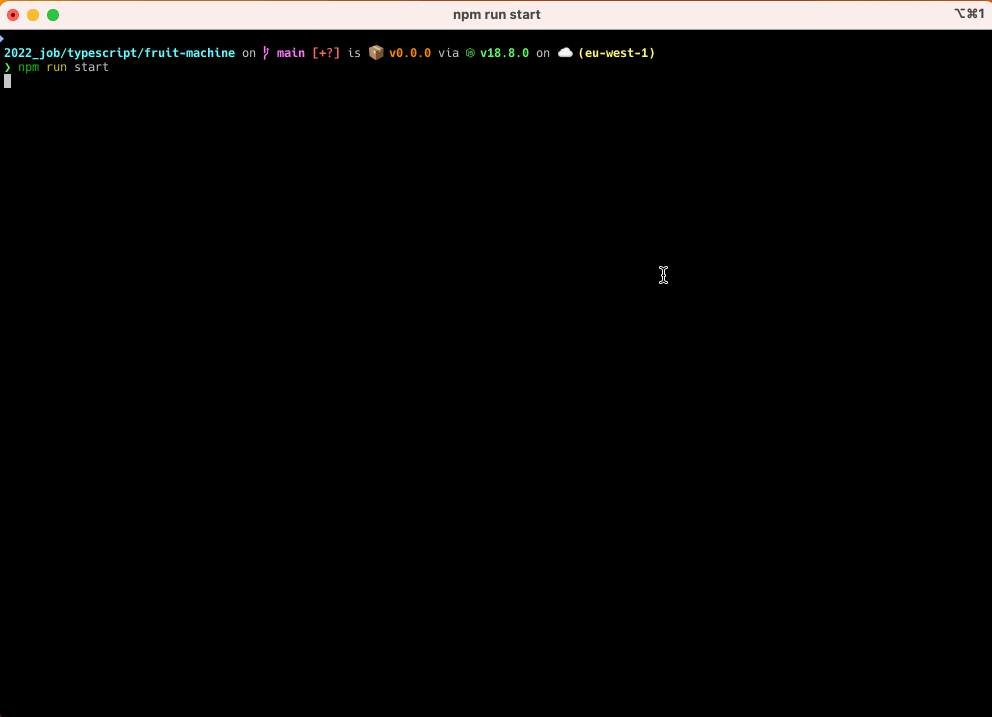 npm run start
⌥⌘1
2022_job/typescript/fruit-machine on main [+?] is 📦 v0.0.0 via v18.8.0 on ☁️ (eu-west-1)
❯ npm run start